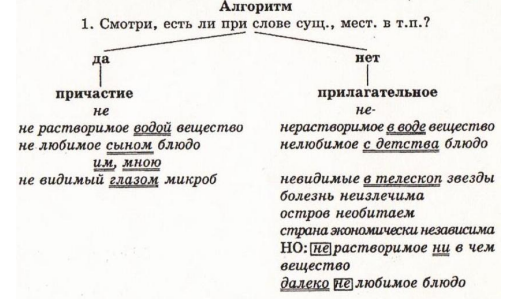 Алгоритм
1. Смотри, есть ли при слове сущ., мест. в т.п.?
да
причастие
не
не растворимое водой вещество
не любимое сыном блюдо
им, мною
не видимый глазом микроб
нет
прилагательное
не-
нерастворимое в воде вещество
нелюбимое с детства блюдо
невидимые в телескоп звезды
болезнь неизлечима
остров необитаем
страна экономически независима
НО: не растворимое ни в чем
вещество
далеко не любимое блюдо